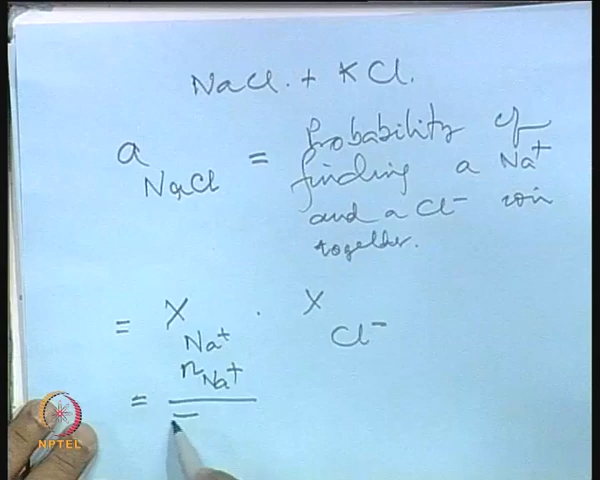 NaCl. + KCl.
a NaCl = Probability of
finding a Na+
and a Cl- ion
together.
= X Na+ . X Cl-
= n Na+
NPTEL